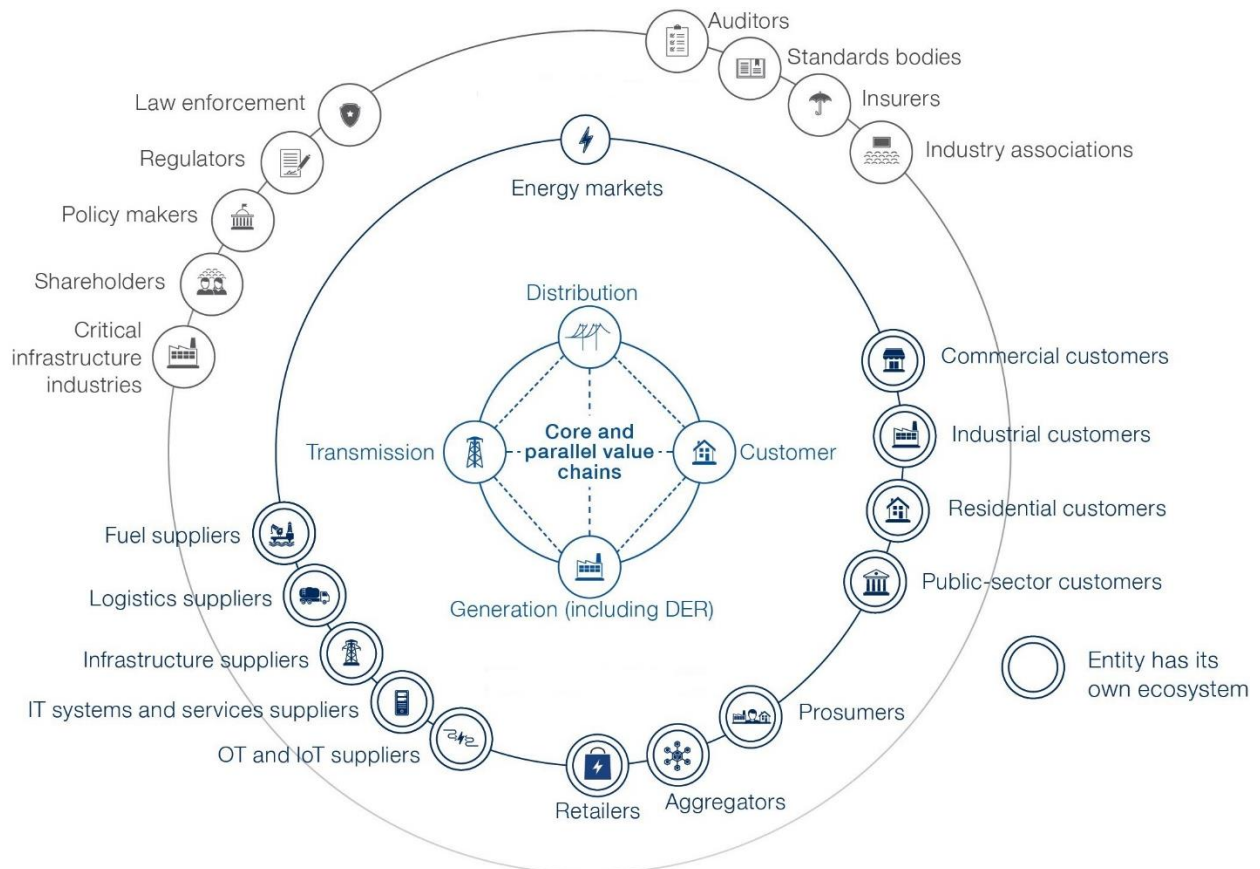 Auditors
Standards bodies
Insurers
Industry associations
Law enforcement
Regulators
Policy makers
Shareholders
Critical
infrastructure
industries
Energy markets
Distribution
Transmission
Core and
parallel value
chains
Customer
Generation (including DER)
Commercial customers
Industrial customers
Residential customers
Public-sector customers
Fuel suppliers
Logistics suppliers
Infrastructure suppliers
IT systems and services suppliers
OT and IoT suppliers
Retailers
Aggregators
Prosumers
Entity has its
own ecosystem